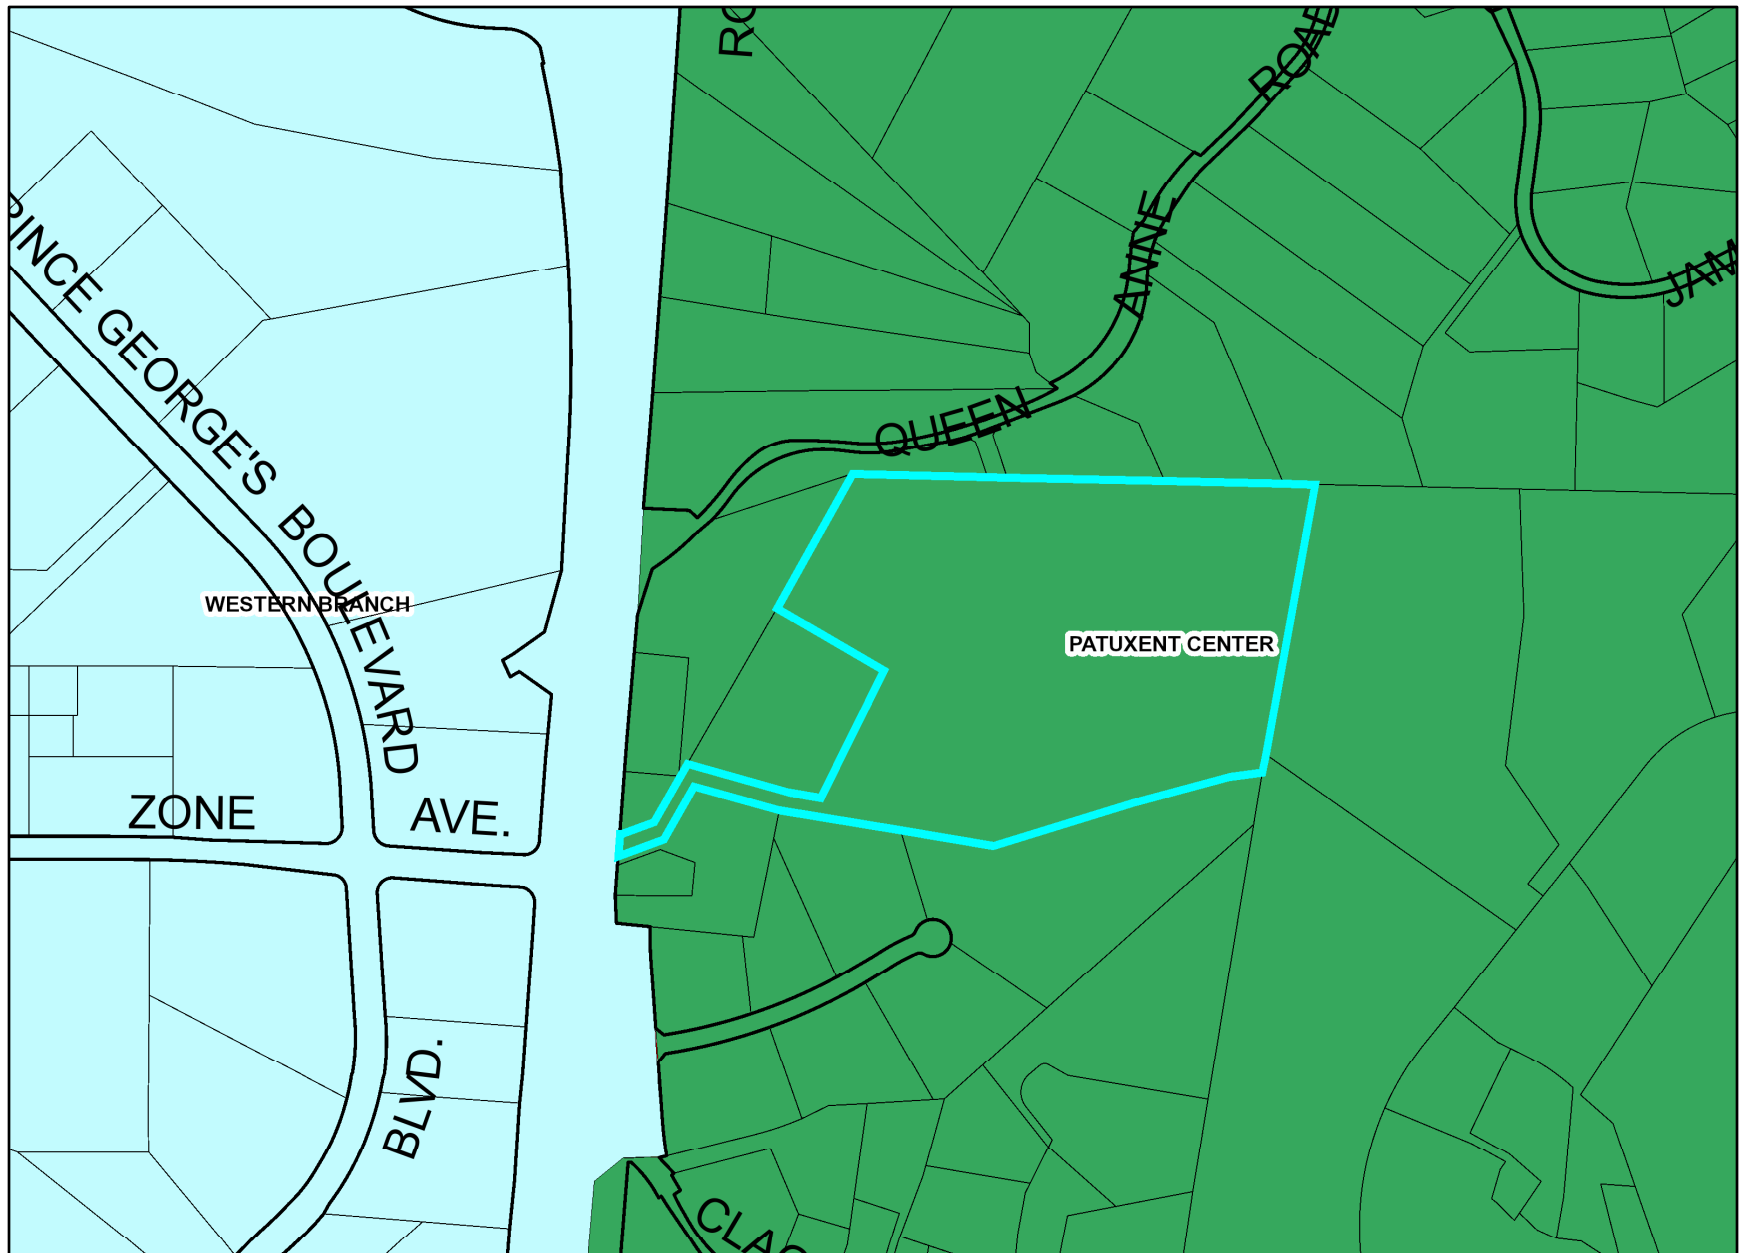 ROAD
ANNE
QUEEN
PRINCE GEORGE'S BOULEVARD
WESTERN BRANCH
PATUXENT CENTER
ZONE AVE.
BLVD.